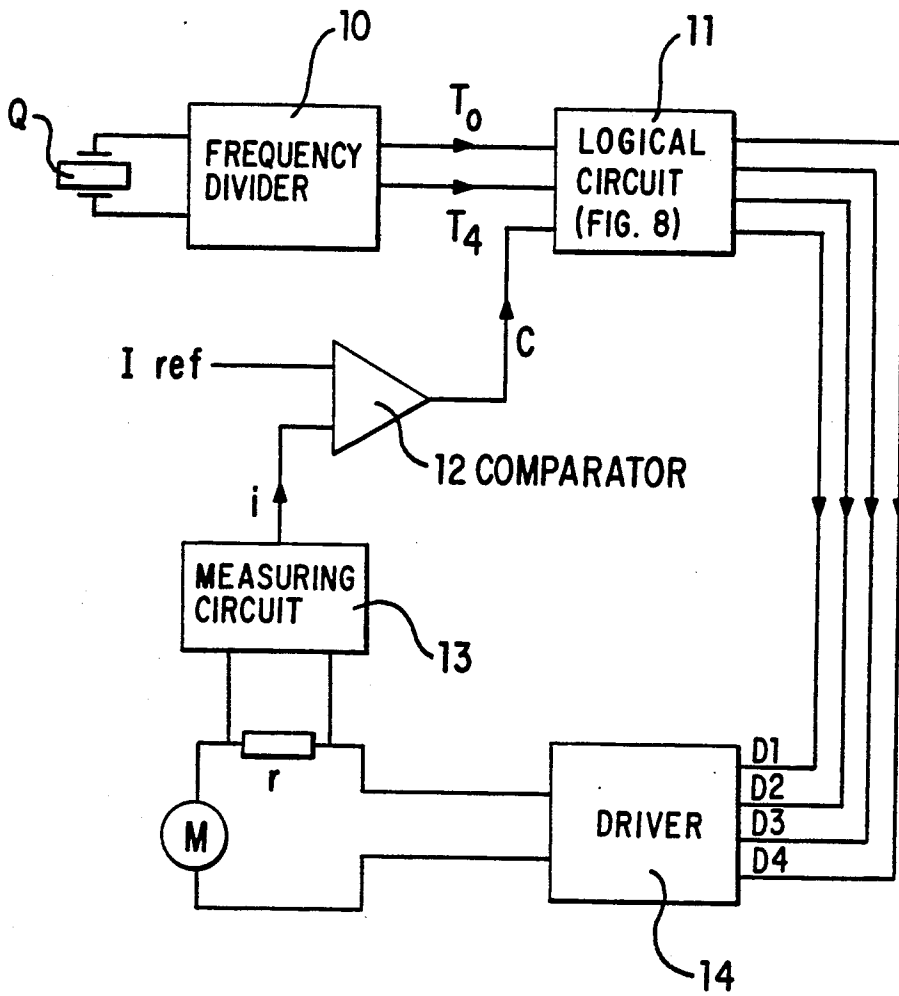 10
11
Q
FREQUENCY
DIVIDER
T0
T4
LOGICAL
CIRCUIT
(FIG. 8)
C
I ref
12 COMPARATOR
i
MEASURING
CIRCUIT
13
r
M
DRIVER
D1
D2
D3
D4
14